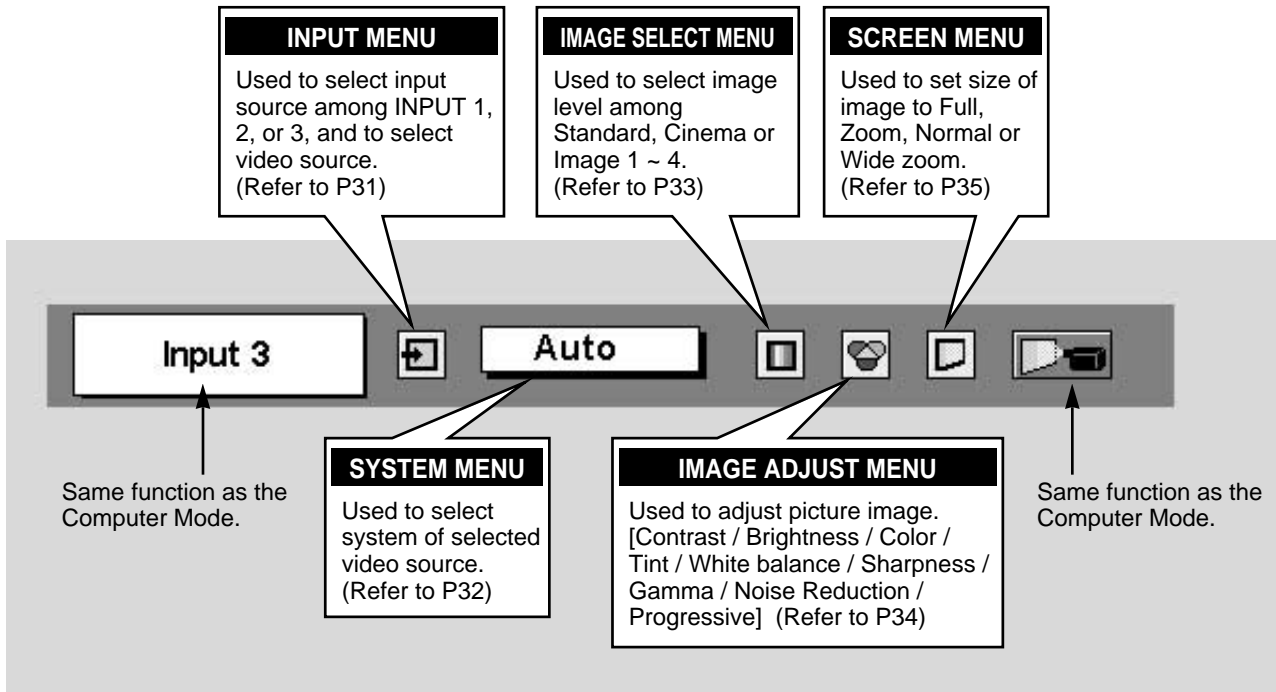 INPUT MENU
Used to select input
source among INPUT 1,
2, or 3, and to select
video source.
(Refer to P31)
IMAGE SELECT MENU
Used to select image
level among
Standard, Cinema or
Image 1 ~ 4.
(Refer to P33)
SCREEN MENU
Used to set size of
image to Full,
Zoom, Normal or
Wide zoom.
(Refer to P35)
Input 3
Auto
Same function as the
Computer Mode.
SYSTEM MENU
Used to select
system of selected
video source.
(Refer to P32)
IMAGE ADJUST MENU
Used to adjust picture image.
[Contrast / Brightness / Color /
Tint / White balance / Sharpness /
Gamma / Noise Reduction /
Progressive]  (Refer to P34)
Same function as the
Computer Mode.